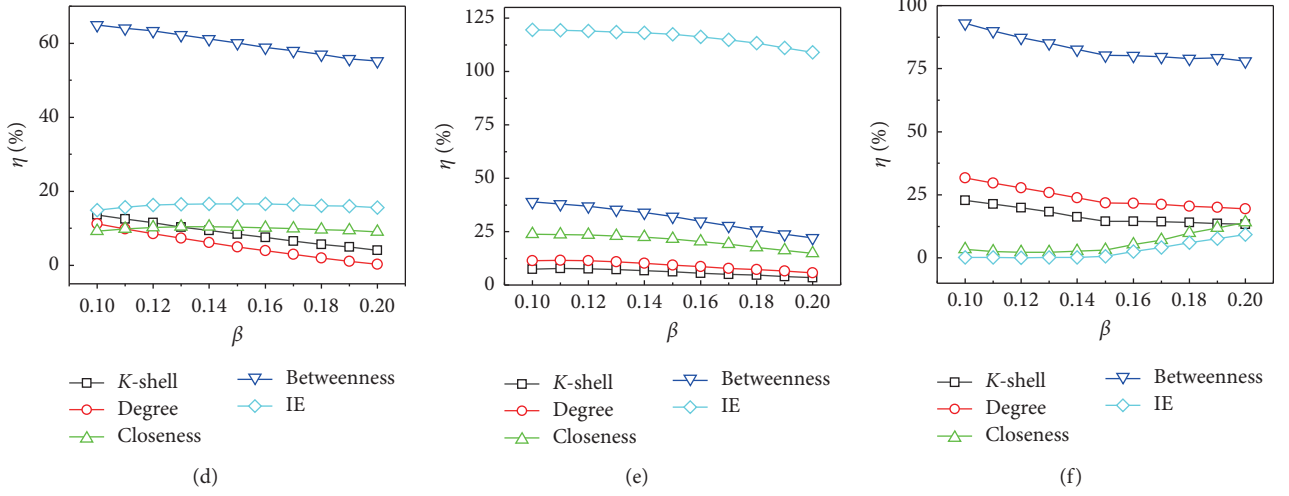 η (%)
60
40
20
0
0.10 0.12 0.14 0.16 0.18 0.20
β
K-shell
Degree
Closeness
Betweenness
IE
(d)
η (%)
125
100
75
50
25
0
0.10 0.12 0.14 0.16 0.18 0.20
β
K-shell
Degree
Closeness
Betweenness
IE
(e)
η (%)
100
75
50
25
0
0.10 0.12 0.14 0.16 0.18 0.20
β
K-shell
Degree
Closeness
Betweenness
IE
(f)